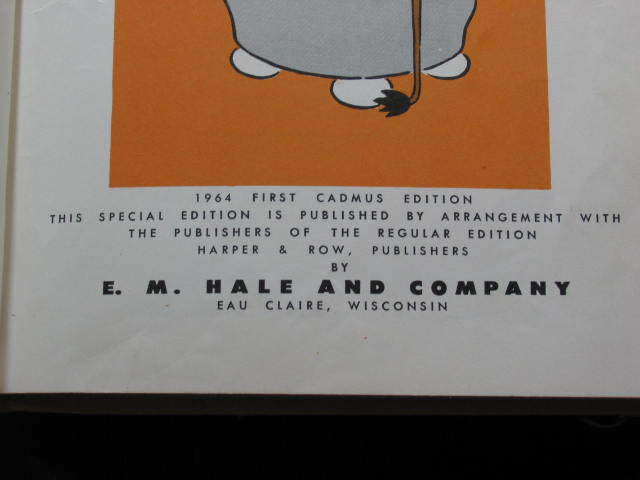 1964 FIRST CADMUS EDITION
THIS SPECIAL EDITION IS PUBLISHED BY ARRANGEMENT WITH
THE PUBLISHERS OF THE REGULAR EDITION
HARPER & ROW, PUBLISHERS
BY
E. M. HALE AND COMPANY
EAU CLAIRE, WISCONSIN